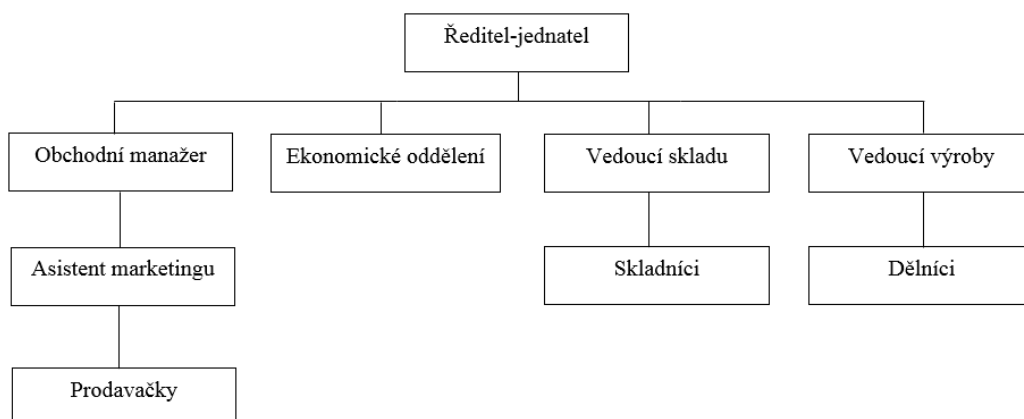 Ředitel-jednatel
Obchodní manažer
Ekonomické oddělení
Vedoucí skladu
Vedoucí výroby
Asistent marketingu
Skladníci
Dělníci
Prodavačky